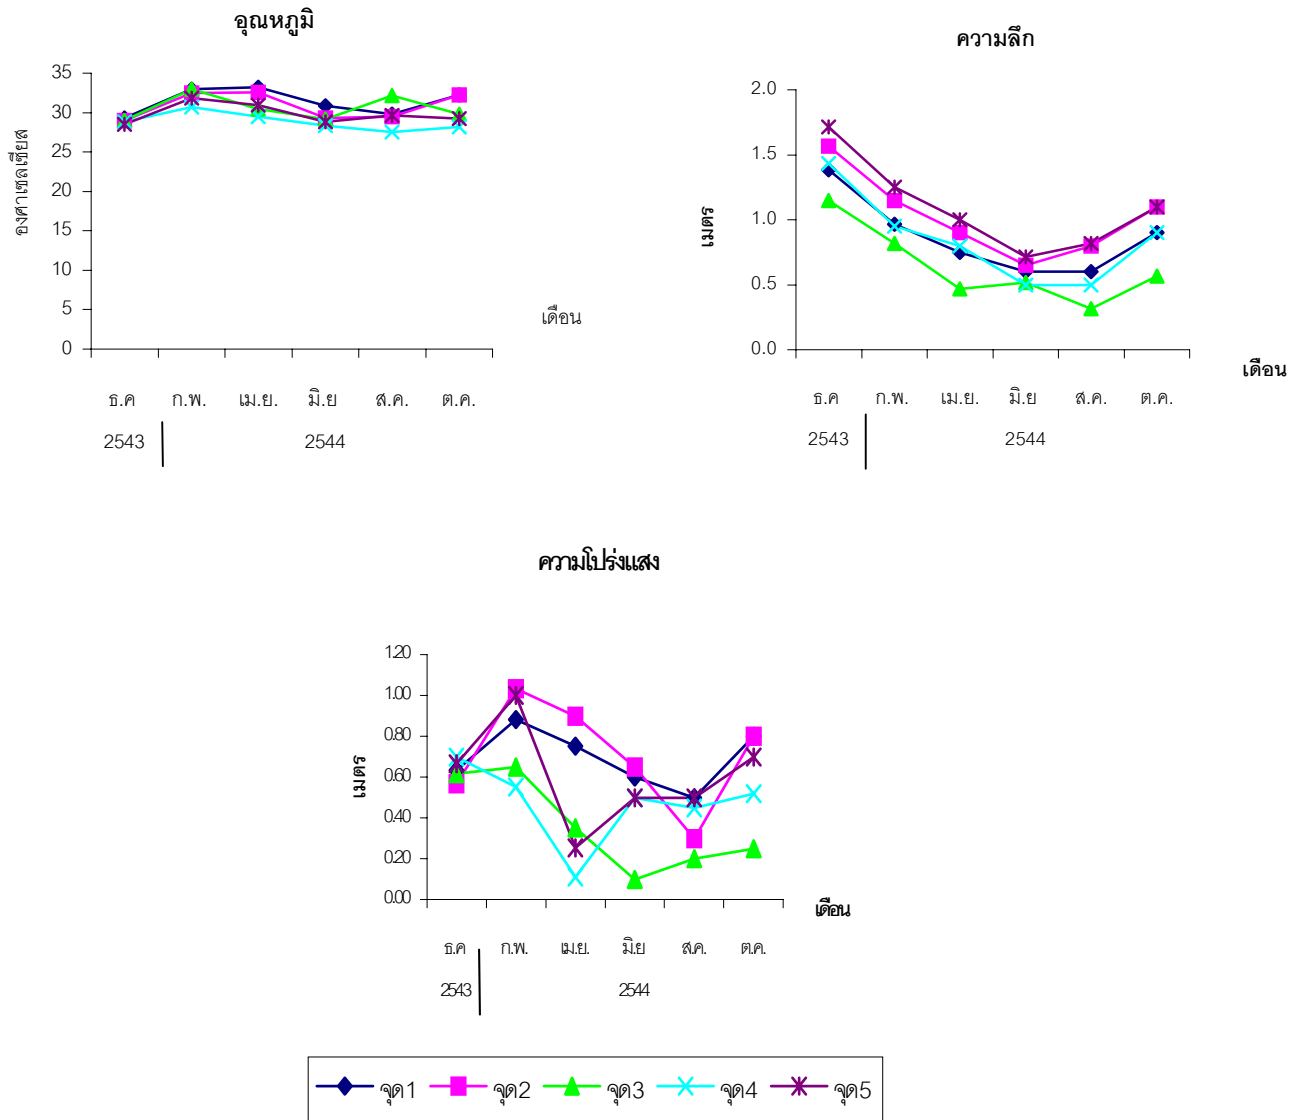 อุณหภูมิ
องศาเซลเซียส
35
30
25
20
15
10
5
0
เดือน
ธ.ค ก.พ. เม.ย. มิ.ย ส.ค. ต.ค.
2543 2544
ความลึก
เมตร
2.0
1.5
1.0
0.5
0.0
เดือน
ธ.ค ก.พ. เม.ย. มิ.ย ส.ค. ต.ค.
2543 2544
ความโปร่งแสง
เมตร
1.20
1.00
0.80
0.60
0.40
0.20
0.00
เดือน
ธ.ค ก.พ. เม.ย. มิ.ย ส.ค. ต.ค.
2543 2544
จุด1 จุด2 จุด3 จุด4 จุด5